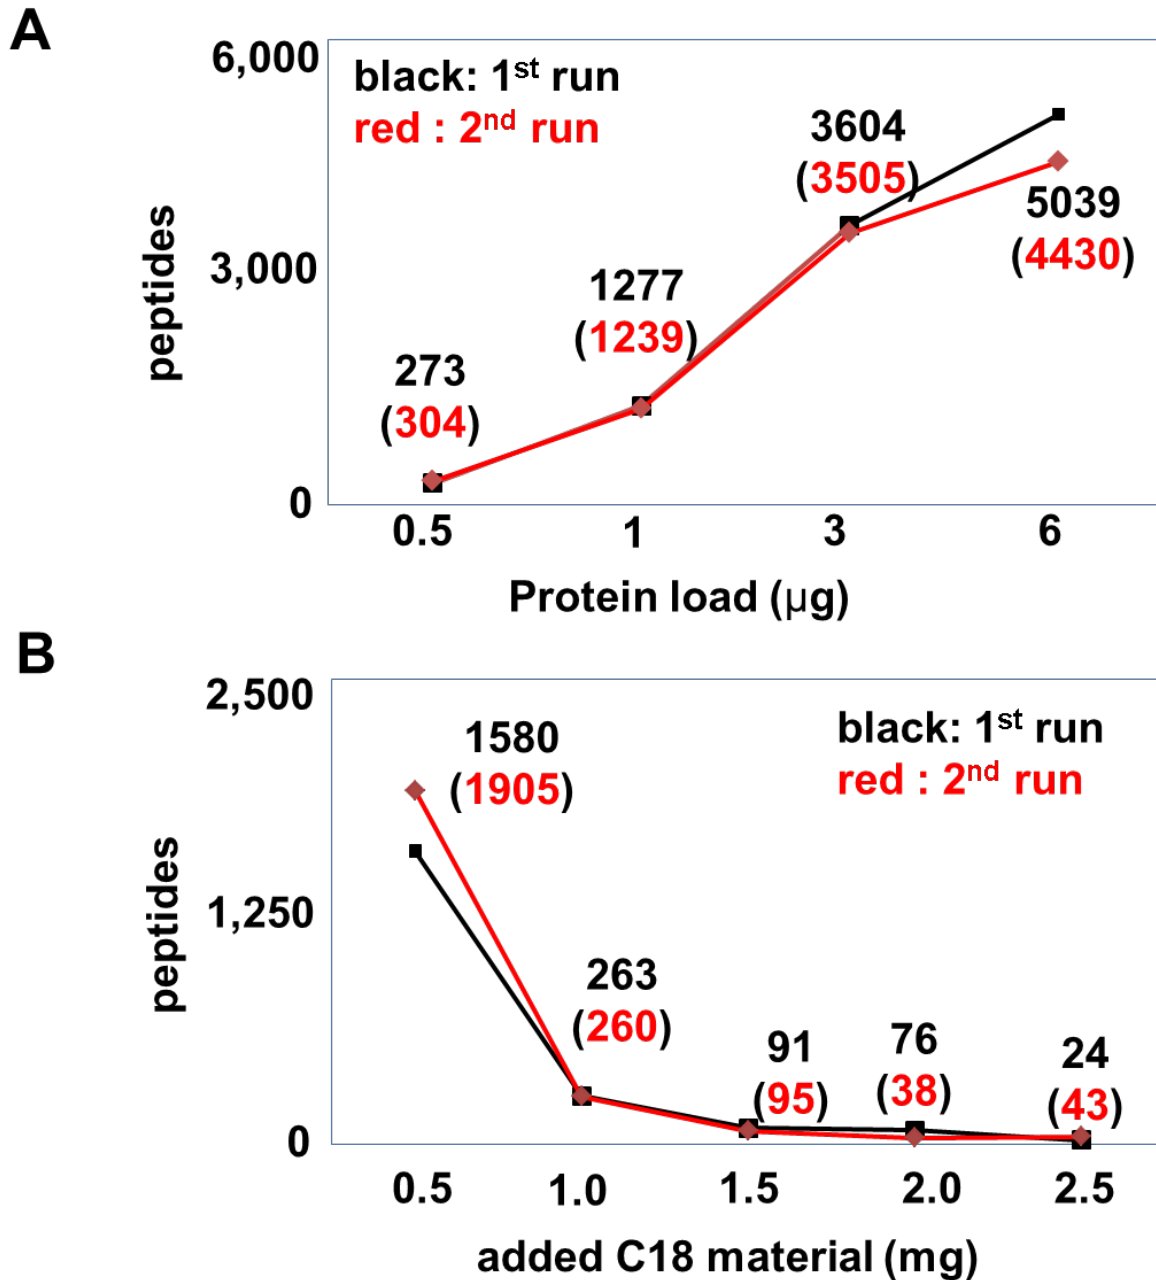 A
6,000
black: 1st run
red : 2nd run
3604
(3505)
5039
(4430)
3,000
peptides
1277
(1239)
273
(304)
0
0.5 1 3 6
Protein load (µg)
B
2,500
black: 1st run
red : 2nd run
1580
(1905)
1,250
peptides
263
(260)
91
(95)
76
(38)
24
(43)
0
0.5 1.0 1.5 2.0 2.5
added C18 material (mg)